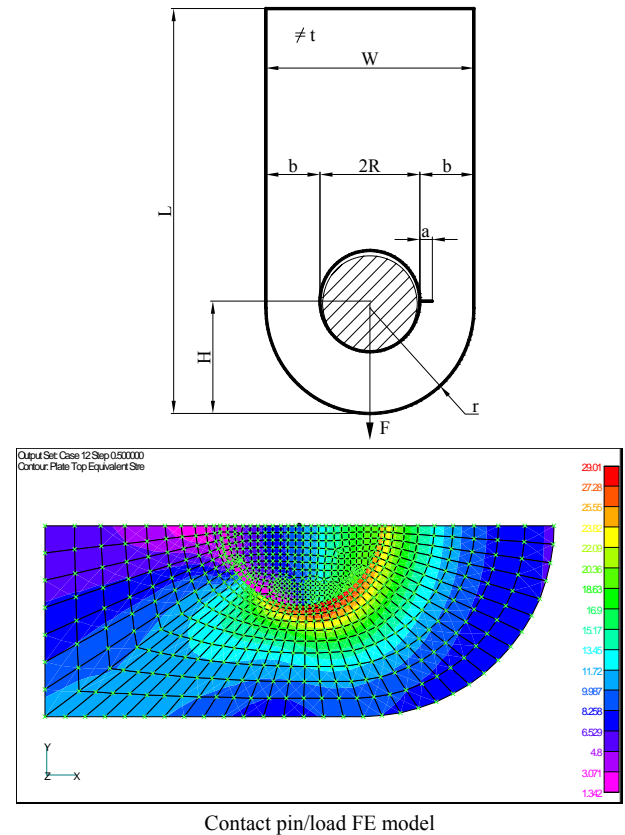 ≠ t
W
b 2R b
L
a
H
r
F
Output Set: Case 12 Step 0.500000
Contour: Plate Top Equivalent Stre
29.01
27.28
25.55
23.82
22.09
20.36
18.63
16.9
15.17
13.45
11.72
9.987
8.258
6.529
4.8
3.071
1.342
Y
Z X
Contact pin/load FE model